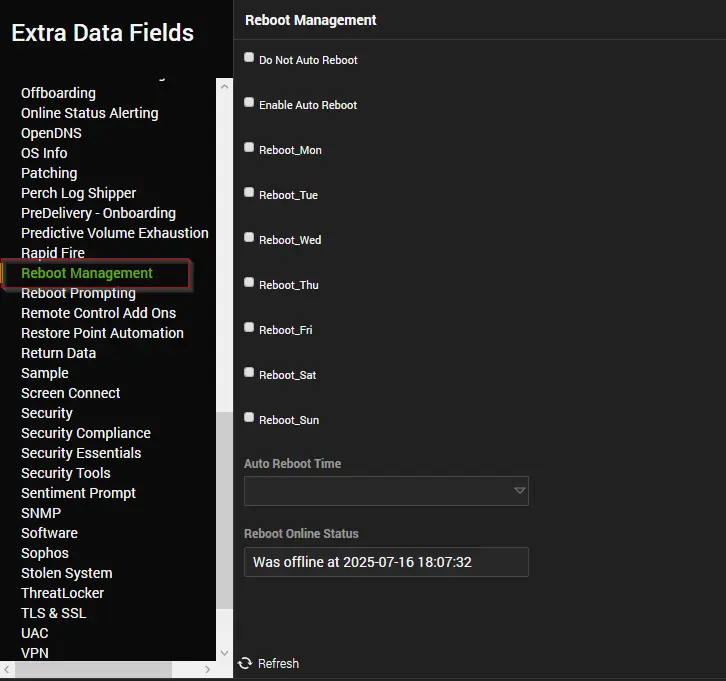 Extra Data Fields
Offboarding
Online Status Alerting
OpenDNS
OS Info
Patching
Perch Log Shipper
PreDelivery - Onboarding
Predictive Volume Exhaustion
Rapid Fire
Reboot Management
Reboot Prompting
Remote Control Add Ons
Restore Point Automation
Return Data
Sample
Screen Connect
Security
Security Compliance
Security Essentials
Security Tools
Sentiment Prompt
SNMP
Software
Sophos
Stolen System
ThreatLocker
TLS & SSL
UAC
VPN
Reboot Management
Do Not Auto Reboot
Enable Auto Reboot
Reboot_Mon
Reboot_Tue
Reboot_Wed
Reboot_Thu
Reboot_Fri
Reboot_Sat
Reboot_Sun
Auto Reboot Time
Reboot Online Status
Was offline at 2025-07-16 18:07:32
Refresh